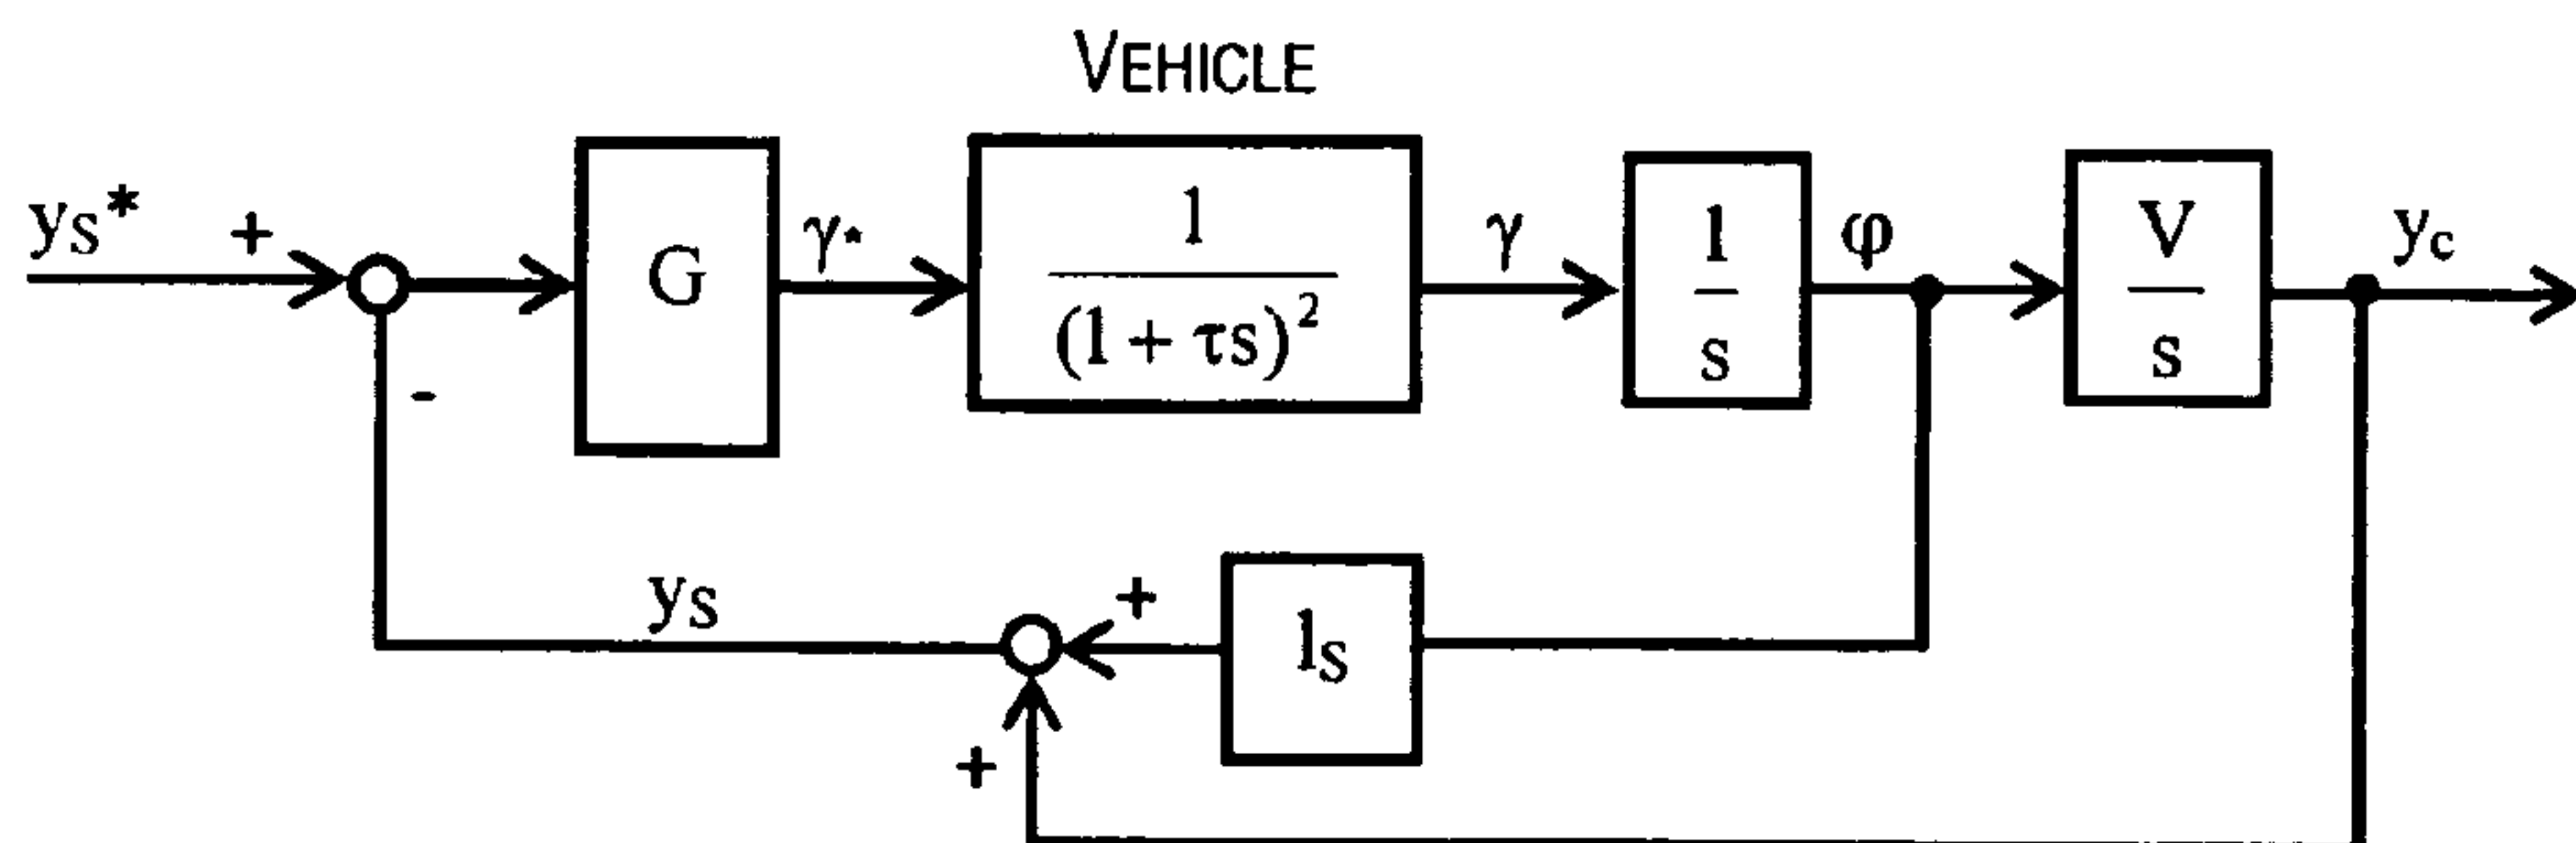 VEHICLE
yS* + G γ* 1 γ 1 φ V yc
(1 + τs)² s s
-
yS + lS
+